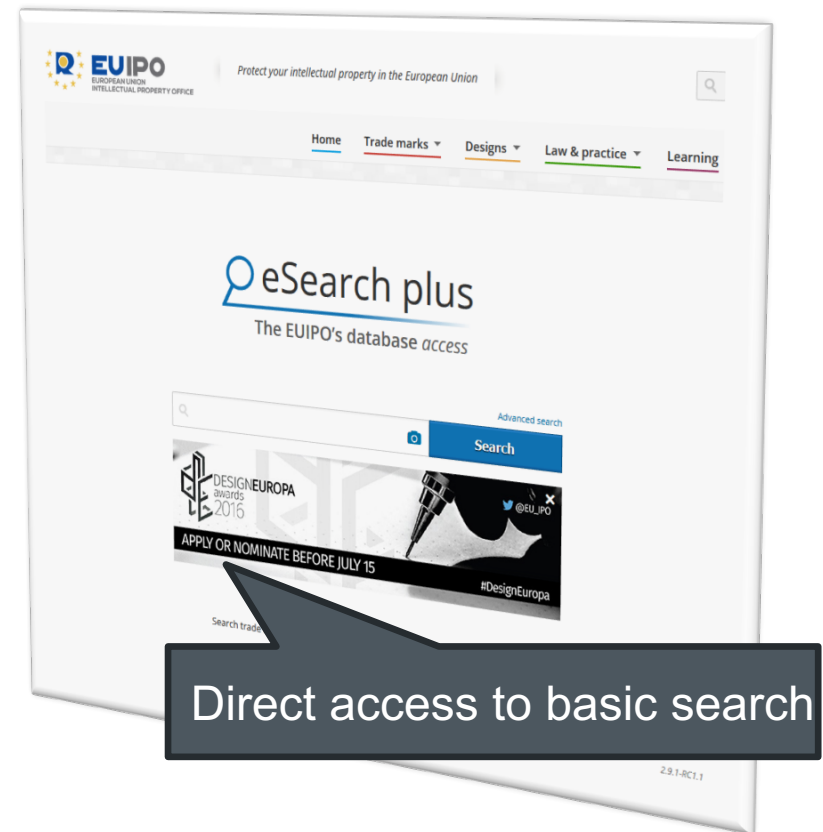 EUIPO
EUROPEAN UNION
INTELLECTUAL PROPERTY OFFICE
Protect your intellectual property in the European Union
Home Trade marks Designs Law & practice Learning
eSearch plus
The EUIPO's database access
Advanced search
Search
DESIGNEUROPA
awards
2016
@EU_IPO
APPLY OR NOMINATE BEFORE JULY 15
#DesignEuropa
Search trade
Direct access to basic search
2.9.1-RC1.1